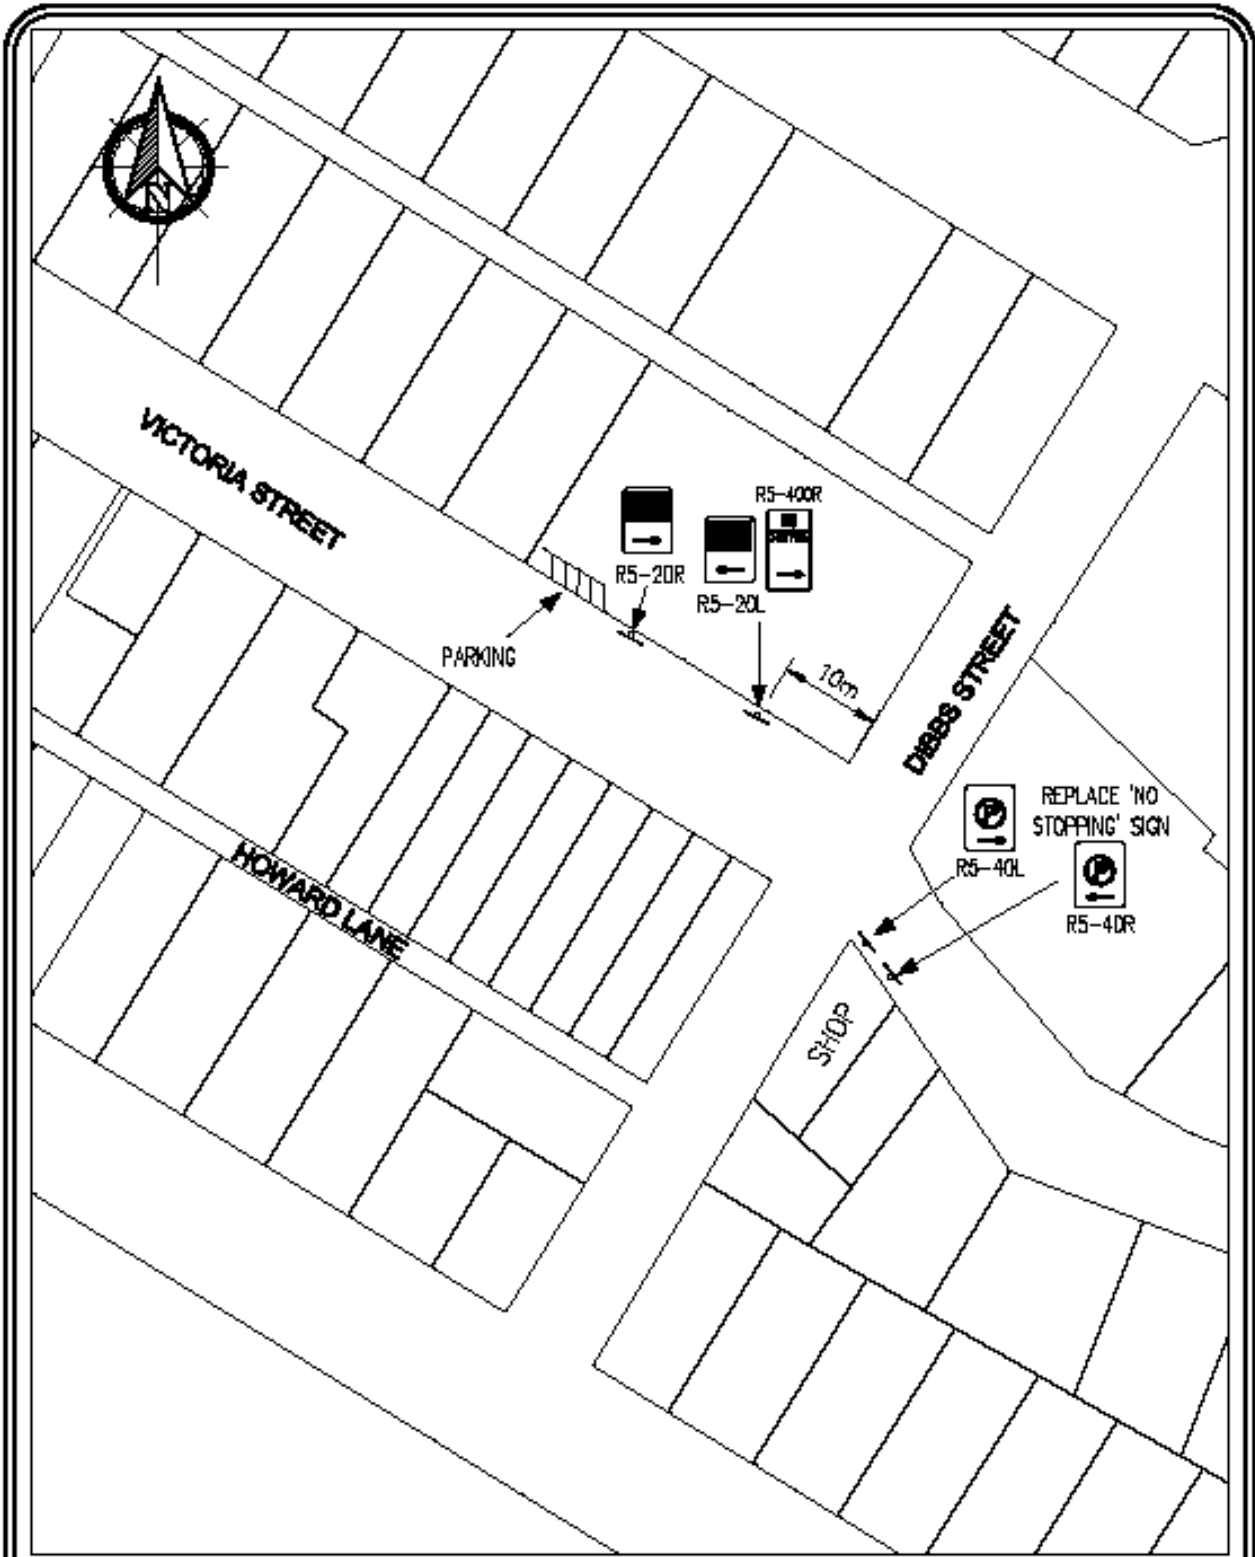 N
VICTORIA STREET
R5-400R
R5-20R
R5-20L
PARKING
10m
DIBBS STREET
REPLACE 'NO
STOPPING' SIGN
P
R5-40L
P
R5-40R
HOWARD LANE
SHOP